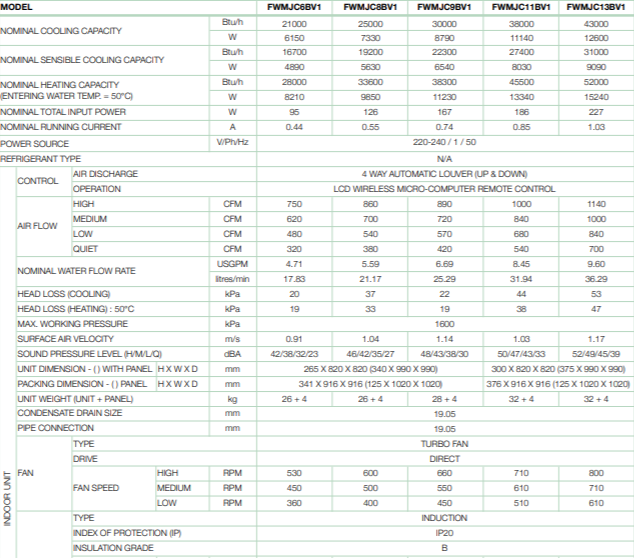 MODEL FWMJC6BV1 FWMJC8BV1 FWMJC9BV1 FWMJC11BV1 FWMJC13BV1
NOMINAL COOLING CAPACITY Btu/h 21000 25000 30000 38000 43000
W 6150 7330 8790 11140 12600
NOMINAL SENSIBLE COOLING CAPACITY Btu/h 16700 19200 22300 27400 31000
W 4890 5630 6540 8030 9090
NOMINAL HEATING CAPACITY Btu/h 28000 33600 38300 45500 52000
(ENTERING WATER TEMP. = 50°C) W 8210 9850 11230 13340 15240
NOMINAL TOTAL INPUT POWER W 95 126 167 186 227
NOMINAL RUNNING CURRENT A 0.44 0.55 0.74 0.85 1.03
POWER SOURCE V/Ph/Hz 220-240 / 1 / 50
REFRIGERANT TYPE N/A
INDOOR UNIT
CONTROL AIR DISCHARGE 4 WAY AUTOMATIC LOUVER (UP & DOWN)
OPERATION LCD WIRELESS MICRO-COMPUTER REMOTE CONTROL
AIR FLOW HIGH CFM 750 860 890 1000 1140
MEDIUM CFM 620 700 720 840 1000
LOW CFM 480 540 570 680 840
QUIET CFM 320 380 420 540 700
NOMINAL WATER FLOW RATE USGPM 4.71 5.59 6.69 8.45 9.60
litres/min 17.83 21.17 25.29 31.94 36.29
HEAD LOSS (COOLING) kPa 20 37 22 44 53
HEAD LOSS (HEATING) : 50°C kPa 19 33 19 38 47
MAX. WORKING PRESSURE kPa 1600
SURFACE AIR VELOCITY m/s 0.91 1.04 1.14 1.03 1.17
SOUND PRESSURE LEVEL (H/M/L/Q) dBA 42/38/32/23 46/42/35/27 48/43/38/30 50/47/43/33 52/49/45/39
UNIT DIMENSION - ( ) WITH PANEL H X W X D mm 265 X 820 X 820 (340 X 990 X 990) 300 X 820 X 820 (375 X 990 X 990)
PACKING DIMENSION - ( ) PANEL H X W X D mm 341 X 916 X 916 (125 X 1020 X 1020) 376 X 916 X 916 (125 X 1020 X 1020)
UNIT WEIGHT (UNIT + PANEL) kg 26 + 4 26 + 4 28 + 4 32 + 4 32 + 4
CONDENSATE DRAIN SIZE mm 19.05
PIPE CONNECTION mm 19.05
FAN TYPE TURBO FAN
DRIVE DIRECT
FAN SPEED HIGH RPM 530 600 660 710 800
MEDIUM RPM 450 500 550 610 710
LOW RPM 360 400 450 510 610
TYPE INDUCTION
INDEX OF PROTECTION (IP) IP20
INSULATION GRADE B